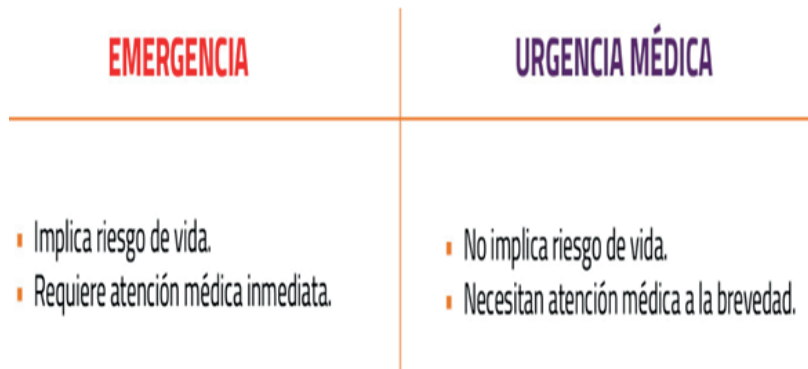 EMERGENCIA
URGENCIA MÉDICA
Implica riesgo de vida.
Requiere atención médica inmediata.
No implica riesgo de vida.
Necesitan atención médica a la brevedad.